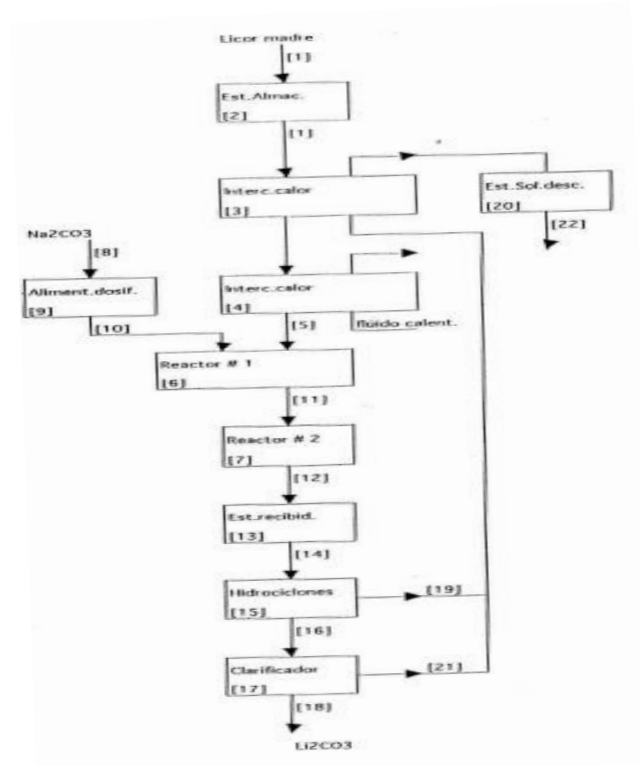 Licor madre
[1]
Est.Almac.
[2]
[1]
Interc.calor
[3]
Est.Sol.desc.
[20]
[22]
Na2CO3
[8]
Aliment.dosif.
[9]
[10]
Interc.calor
[4]
[5]
fluido calent.
Reactor # 1
[6]
[11]
Reactor # 2
[7]
[12]
Est.recibid.
[13]
[14]
Hidrociclones
[15]
[19]
[16]
Clarificador
[17]
[21]
[18]
Li2CO3